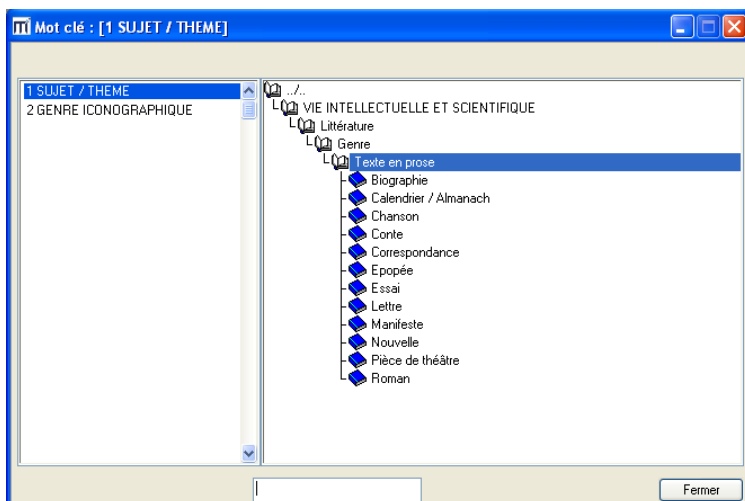 Mot clé : [1 SUJET / THEME]
1 SUJET / THEME
2 GENRE ICONOGRAPHIQUE
../..
VIE INTELLECTUELLE ET SCIENTIFIQUE
Littérature
Genre
Texte en prose
Biographie
Calendrier / Almanach
Chanson
Conte
Correspondance
Epopée
Essai
Lettre
Manifeste
Nouvelle
Pièce de théâtre
Roman
Fermer